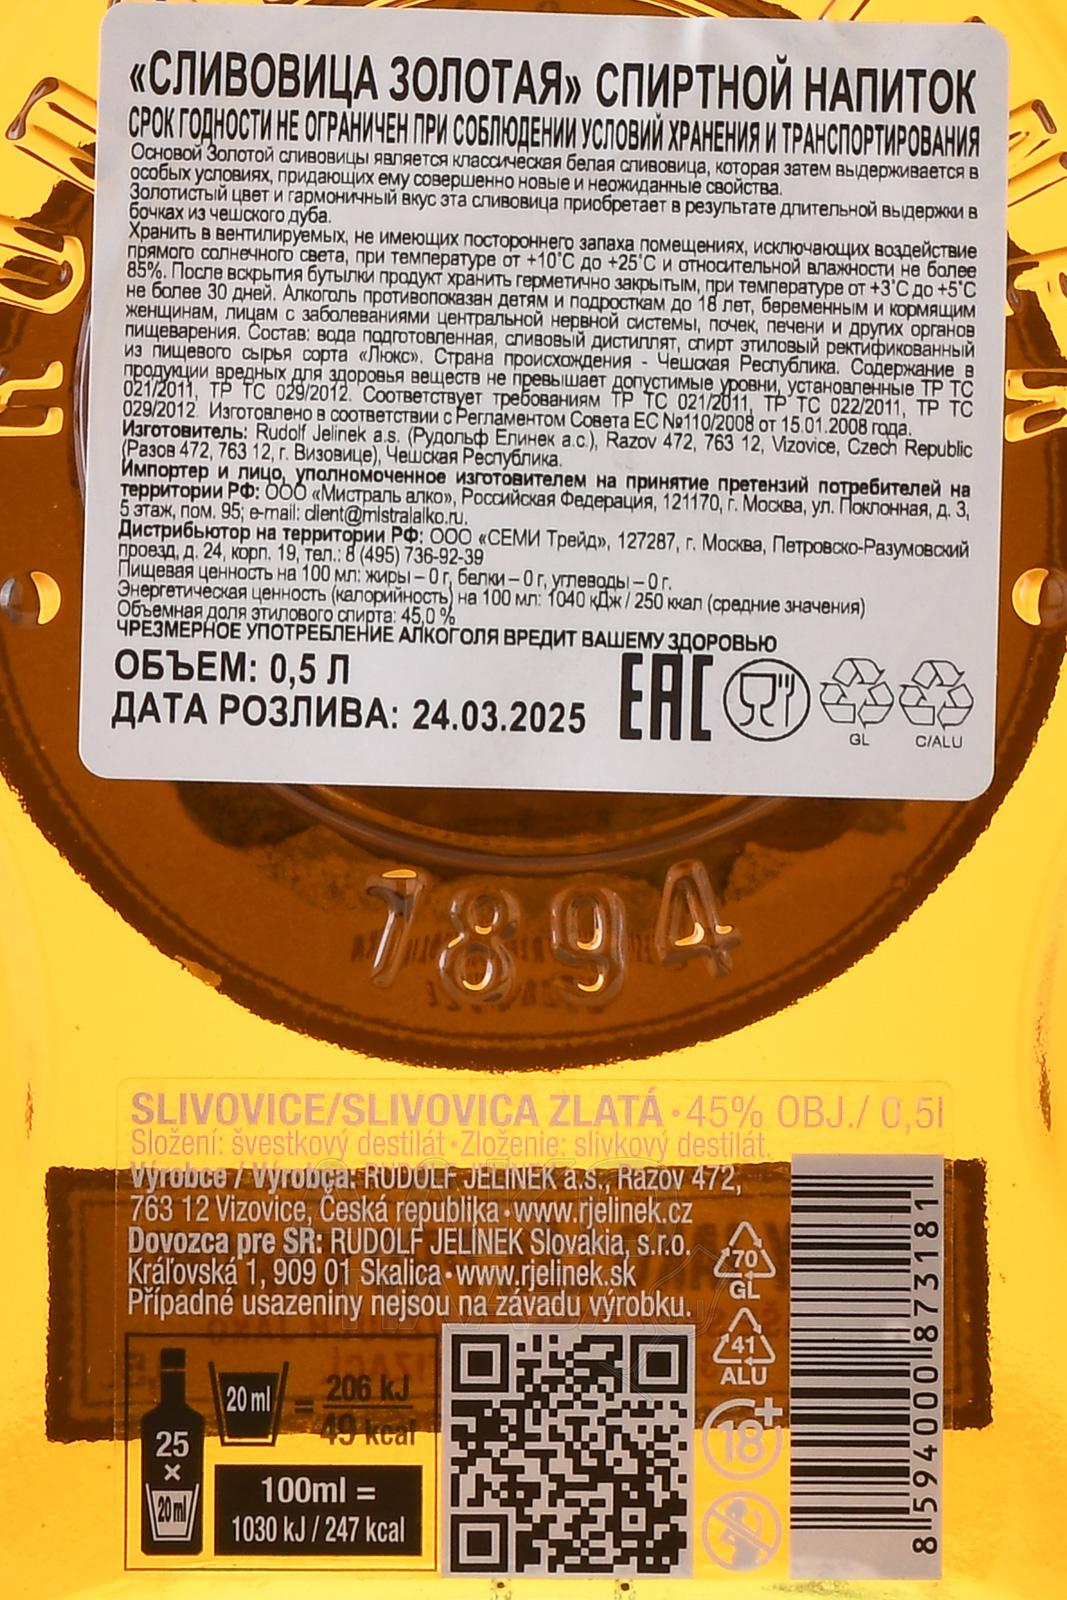 «СЛИВОВИЦА ЗОЛОТАЯ» СПИРТНОЙ НАПИТОК
СРОК ГОДНОСТИ НЕ ОГРАНИЧЕН ПРИ СОБЛЮДЕНИИ УСЛОВИЙ ХРАНЕНИЯ И ТРАНСПОРТИРОВАНИЯ
Основой Золотой сливовицы является классическая белая сливовица, которая затем выдерживается в
особых условиях, придающих ему совершенно новые и неожиданные свойства.
Золотистый цвет и гармоничный вкус эта сливовица приобретает в результате длительной выдержки в
бочках из чешского дуба.
Хранить в вентилируемых, не имеющих постороннего запаха помещениях, исключающих воздействие
прямого солнечного света, при температуре от +10°С до +25°С и относительной влажности не более
85%. После вскрытия бутылки продукт хранить герметично закрытым, при температуре от +3°С до +5°С
не более 30 дней. Алкоголь противопоказан детям и подросткам до 18 лет, беременным и кормящим
женщинам, лицам с заболеваниями центральной нервной системы, почек, печени и других органов
пищеварения. Состав: вода подготовленная, сливовый дистиллят, спирт этиловый ректификованный
из пищевого сырья сорта «Люкс». Страна происхождения - Чешская Республика. Содержание в
продукции вредных для здоровья веществ не превышает допустимые уровни, установленные ТР ТС
021/2011, ТР ТС 029/2012. Соответствует требованиям ТР ТС 021/2011, ТР ТС 022/2011, ТР ТС
029/2012. Изготовлено в соответствии с Регламентом Совета ЕС №110/2008 от 15.01.2008 года.
Изготовитель: Rudolf Jelinek a.s. (Рудольф Елинек а.с.), Razov 472, 763 12, Vizovice, Czech Republic
(Разов 472, 763 12, г. Визовице), Чешская Республика.
Импортер и лицо, уполномоченное изготовителем на принятие претензий потребителей на
территории РФ: ООО «Мистраль алко», Российская Федерация, 121170, г. Москва, ул. Поклонная, д. 3,
5 этаж, пом. 95; e-mail: client@mistralalko.ru.
Дистрибьютор на территории РФ: ООО «СЕМИ Трейд», 127287, г. Москва, Петровско-Разумовский
проезд, д. 24, корп. 19, тел.: 8 (495) 736-92-39
Пищевая ценность на 100 мл: жиры – 0 г, белки – 0 г, углеводы – 0 г.
Энергетическая ценность (калорийность) на 100 мл: 1040 кДж / 250 ккал (средние значения)
Объемная доля этилового спирта: 45,0 %
ЧРЕЗМЕРНОЕ УПОТРЕБЛЕНИЕ АЛКОГОЛЯ ВРЕДИТ ВАШЕМУ ЗДОРОВЬЮ
ОБЪЕМ: 0,5 Л
ДАТА РОЗЛИВА: 24.03.2025
EAC
GL
C/ALU
1894
SLIVOVICE/SLIVOVICA ZLATÁ · 45% OBJ./ 0,5l
Složení: švestkový destilát · Zloženie: slivkový destilát.
Výrobce / Výrobca: RUDOLF JELÍNEK a.s., Razov 472,
763 12 Vizovice, Česká republika · www.rjelinek.cz
Dovozca pre SR: RUDOLF JELÍNEK Slovakia, s.r.o.
Kráľovská 1, 909 01 Skalica · www.rjelinek.sk
Případné usazeniny nejsou na závadu výrobku.
70
GL
41
ALU
18+
25
x
20 ml
20 ml = 206 kJ
49 kcal
100ml =
1030 kJ / 247 kcal
8 594000 873181